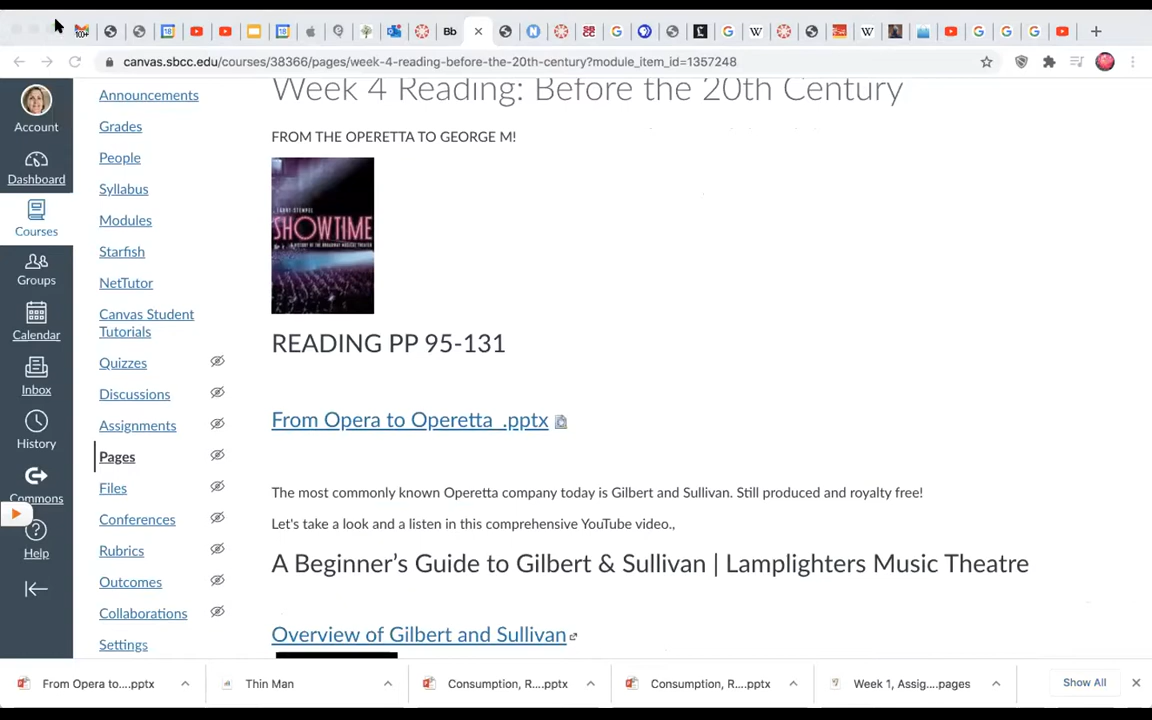 Bb
canvas.sbcc.edu/courses/38366/pages/week-4-reading-before-the-20th-century?module_item_id=1357248
Account
Dashboard
Courses
Groups
Calendar
Inbox
History
Commons
Help
Announcements
Grades
People
Syllabus
Modules
Starfish
NetTutor
Canvas Student
Tutorials
Quizzes
Discussions
Assignments
Pages
Files
Conferences
Rubrics
Outcomes
Collaborations
Settings
Week 4 Reading: Before the 20th Century
FROM THE OPERETTA TO GEORGE M!
SHOWTIME
READING PP 95-131
From Opera to Operetta .pptx
The most commonly known Operetta company today is Gilbert and Sullivan. Still produced and royalty free!
Let's take a look and a listen in this comprehensive YouTube video.,
A Beginner’s Guide to Gilbert & Sullivan | Lamplighters Music Theatre
Overview of Gilbert and Sullivan
From Opera to....pptx
Thin Man
Consumption, R....pptx
Consumption, R....pptx
Week 1, Assig....pages
Show All